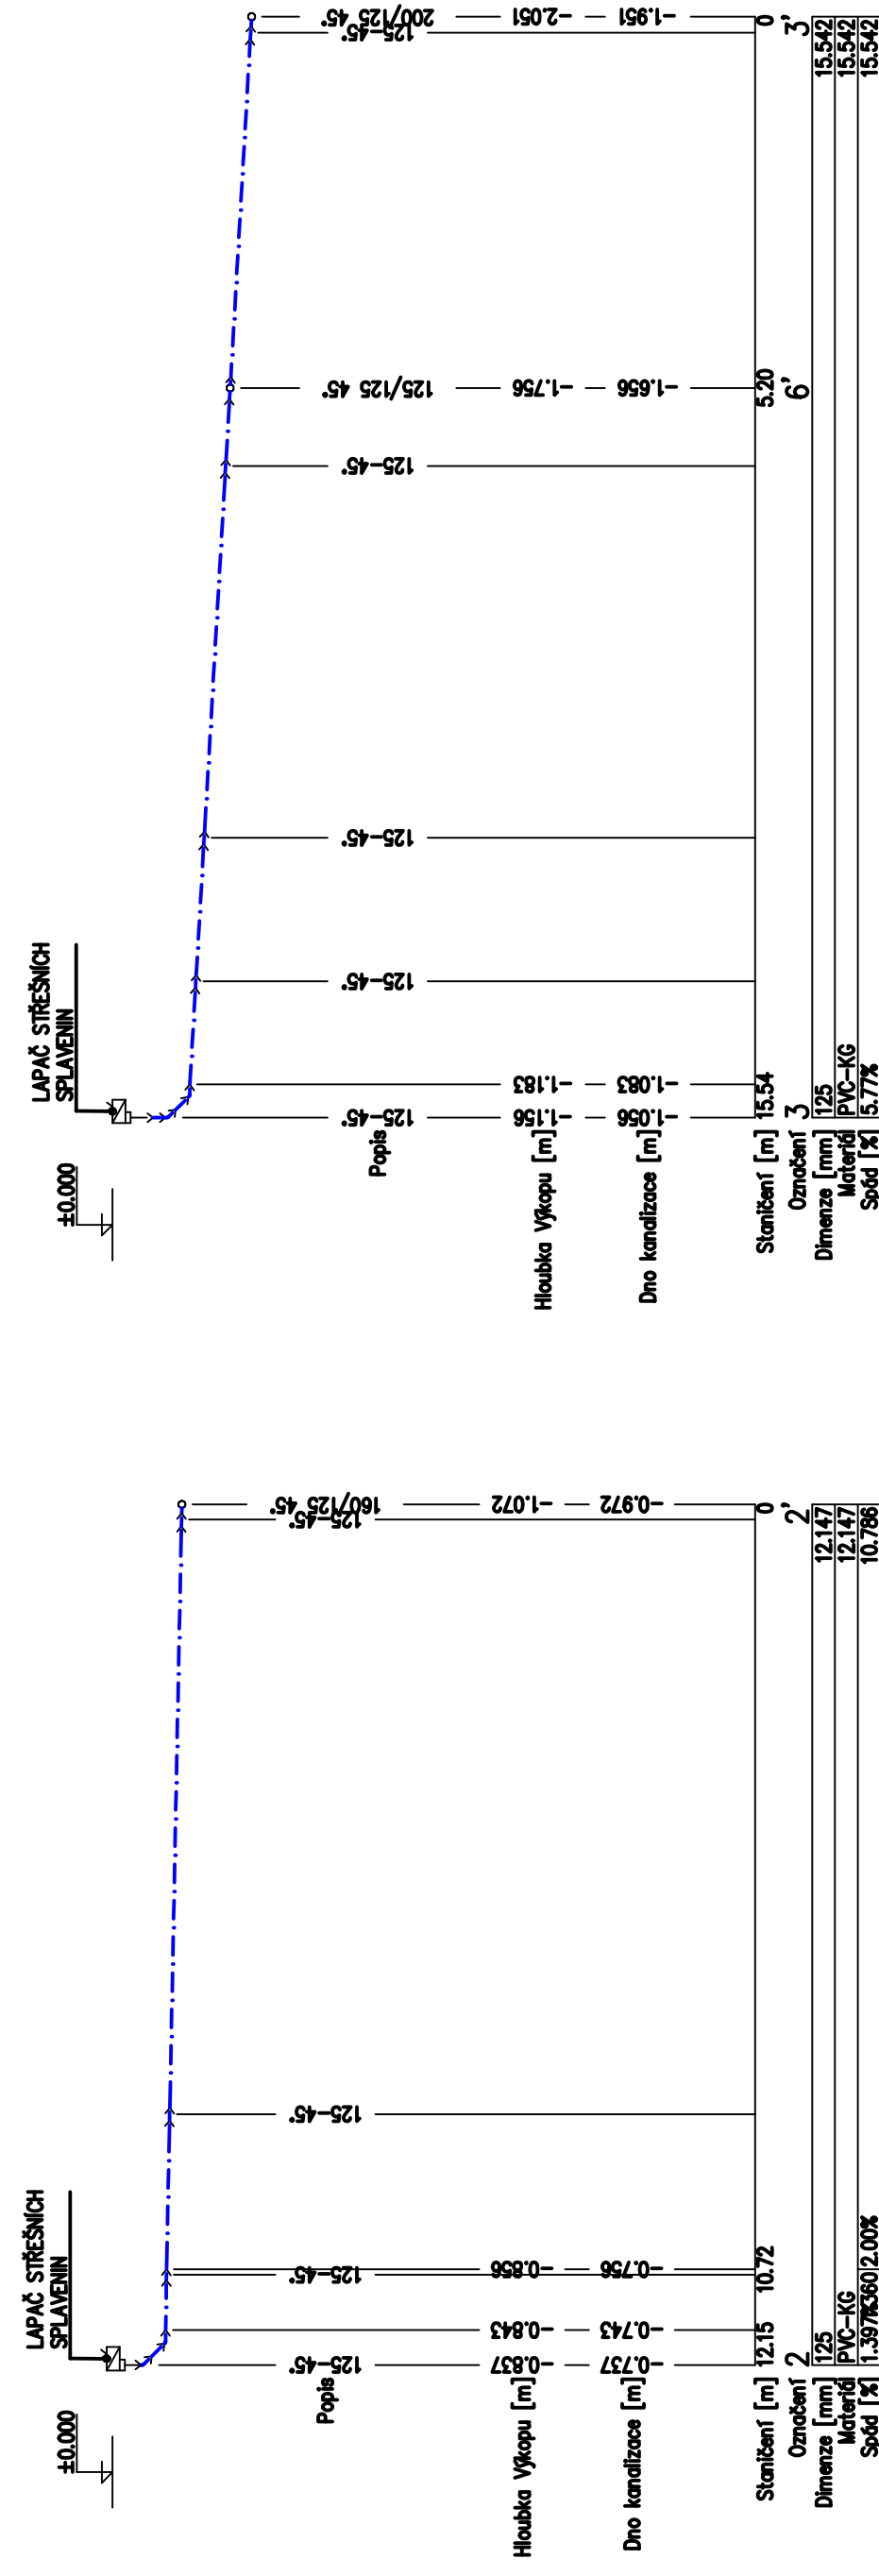 LAPAČ STŘEŠNÍCH
SPLAVENIN
±0.000
Popis
125-45°
125-45°
125-45°
125-45°
160/125 45°
Hloubka Výkopu [m]
-0.837
-0.843
-0.856
-1.072
Dno kanalizace [m]
-0.737
-0.743
-0.756
-0.972
Staničení [m]
12.15
10.72
0
Označení
2
2'
Dimenze [mm]
125
12.147
Materiál
PVC-KG
12.147
Spád [%]
2.00%
10.786
LAPAČ STŘEŠNÍCH
SPLAVENIN
±0.000
Popis
125-45°
125-45°
125-45°
125-45°
125/125 45°
125-45°
200/125 45°
Hloubka Výkopu [m]
-1.156
-1.183
-1.756
-2.051
Dno kanalizace [m]
-1.056
-1.083
-1.656
-1.951
Staničení [m]
15.54
5.20
0
Označení
3
6'
3'
Dimenze [mm]
125
15.542
Materiál
PVC-KG
15.542
Spád [%]
5.77%
15.542